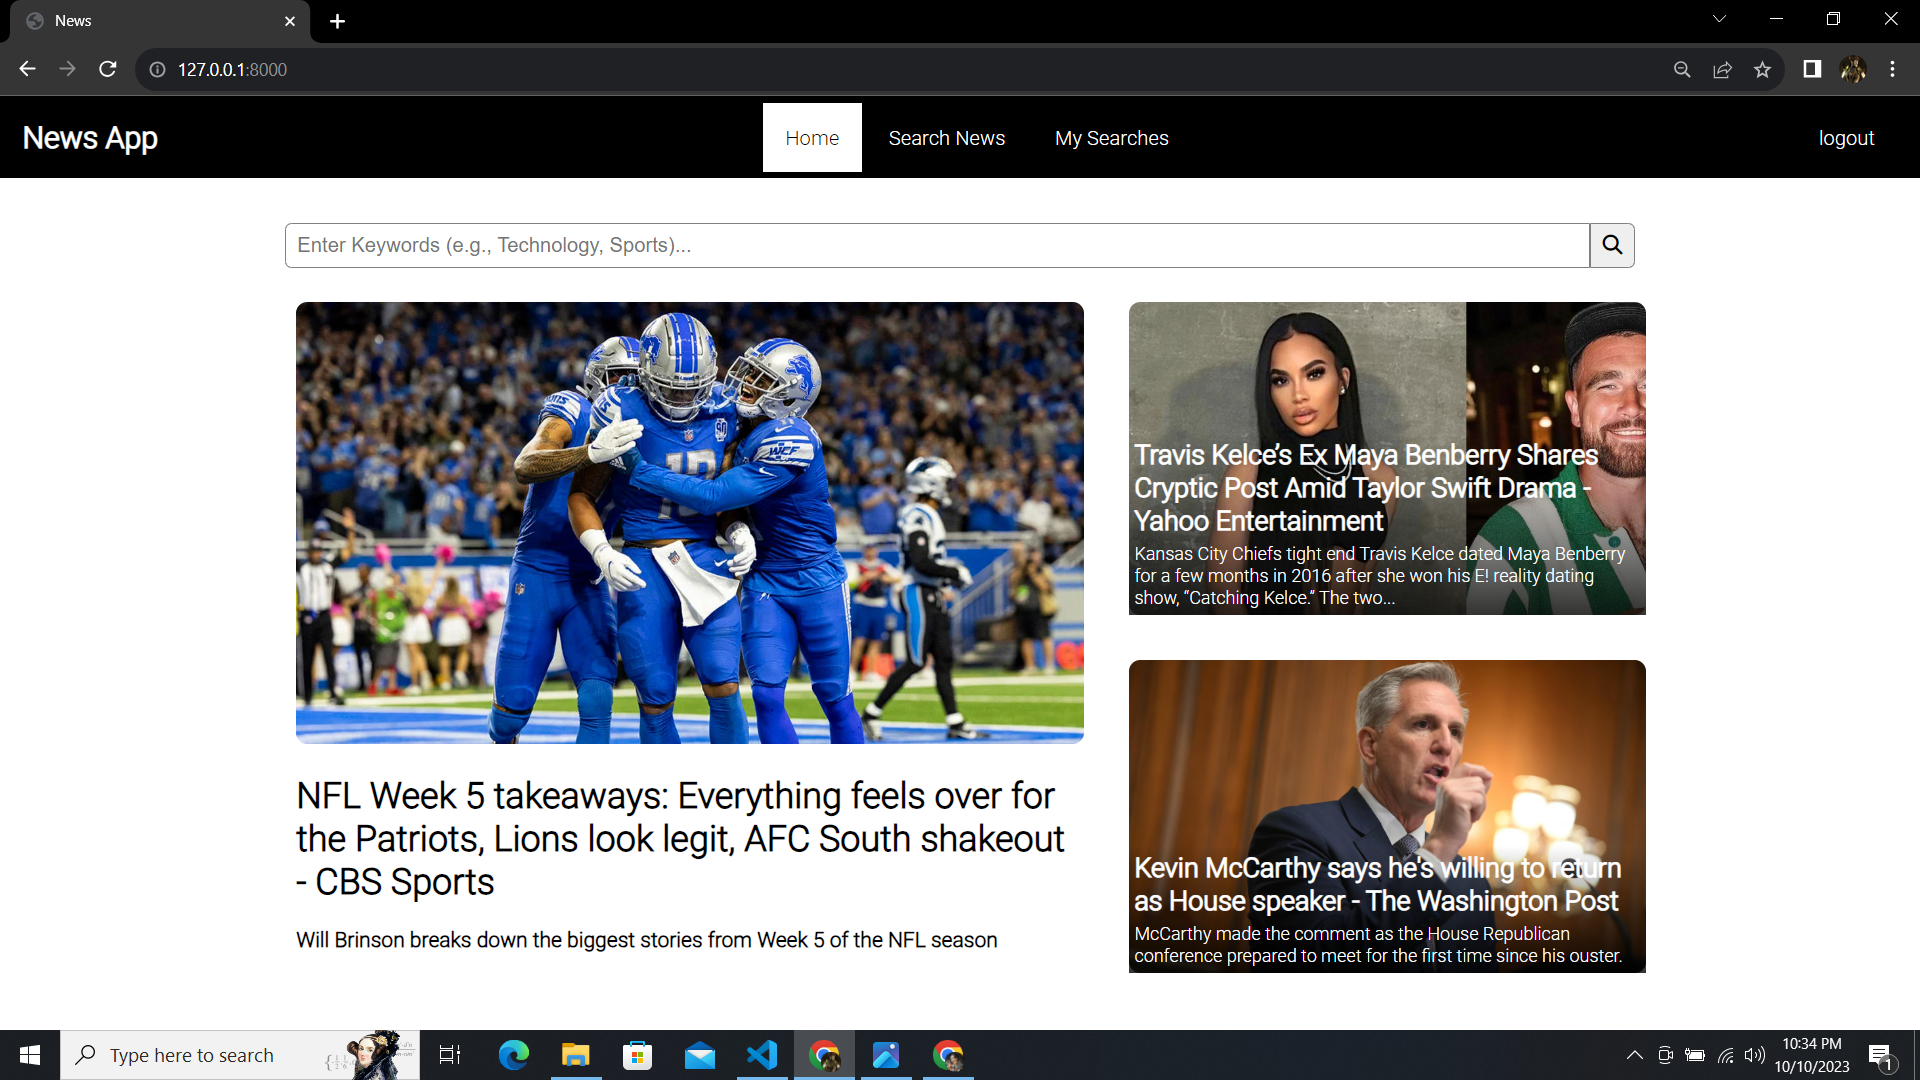 News
127.0.0.1:8000
News App
Home
Search News
My Searches
logout
Enter Keywords (e.g., Technology, Sports)...
WCF
NFL Week 5 takeaways: Everything feels over for
the Patriots, Lions look legit, AFC South shakeout
- CBS Sports
Will Brinson breaks down the biggest stories from Week 5 of the NFL season
Travis Kelce’s Ex Maya Benberry Shares
Cryptic Post Amid Taylor Swift Drama -
Yahoo Entertainment
Kansas City Chiefs tight end Travis Kelce dated Maya Benberry
for a few months in 2016 after she won his E! reality dating
show, “Catching Kelce.” The two...
Kevin McCarthy says he's willing to return
as House speaker - The Washington Post
McCarthy made the comment as the House Republican
conference prepared to meet for the first time since his ouster.
Type here to search
10:34 PM
10/10/2023
1